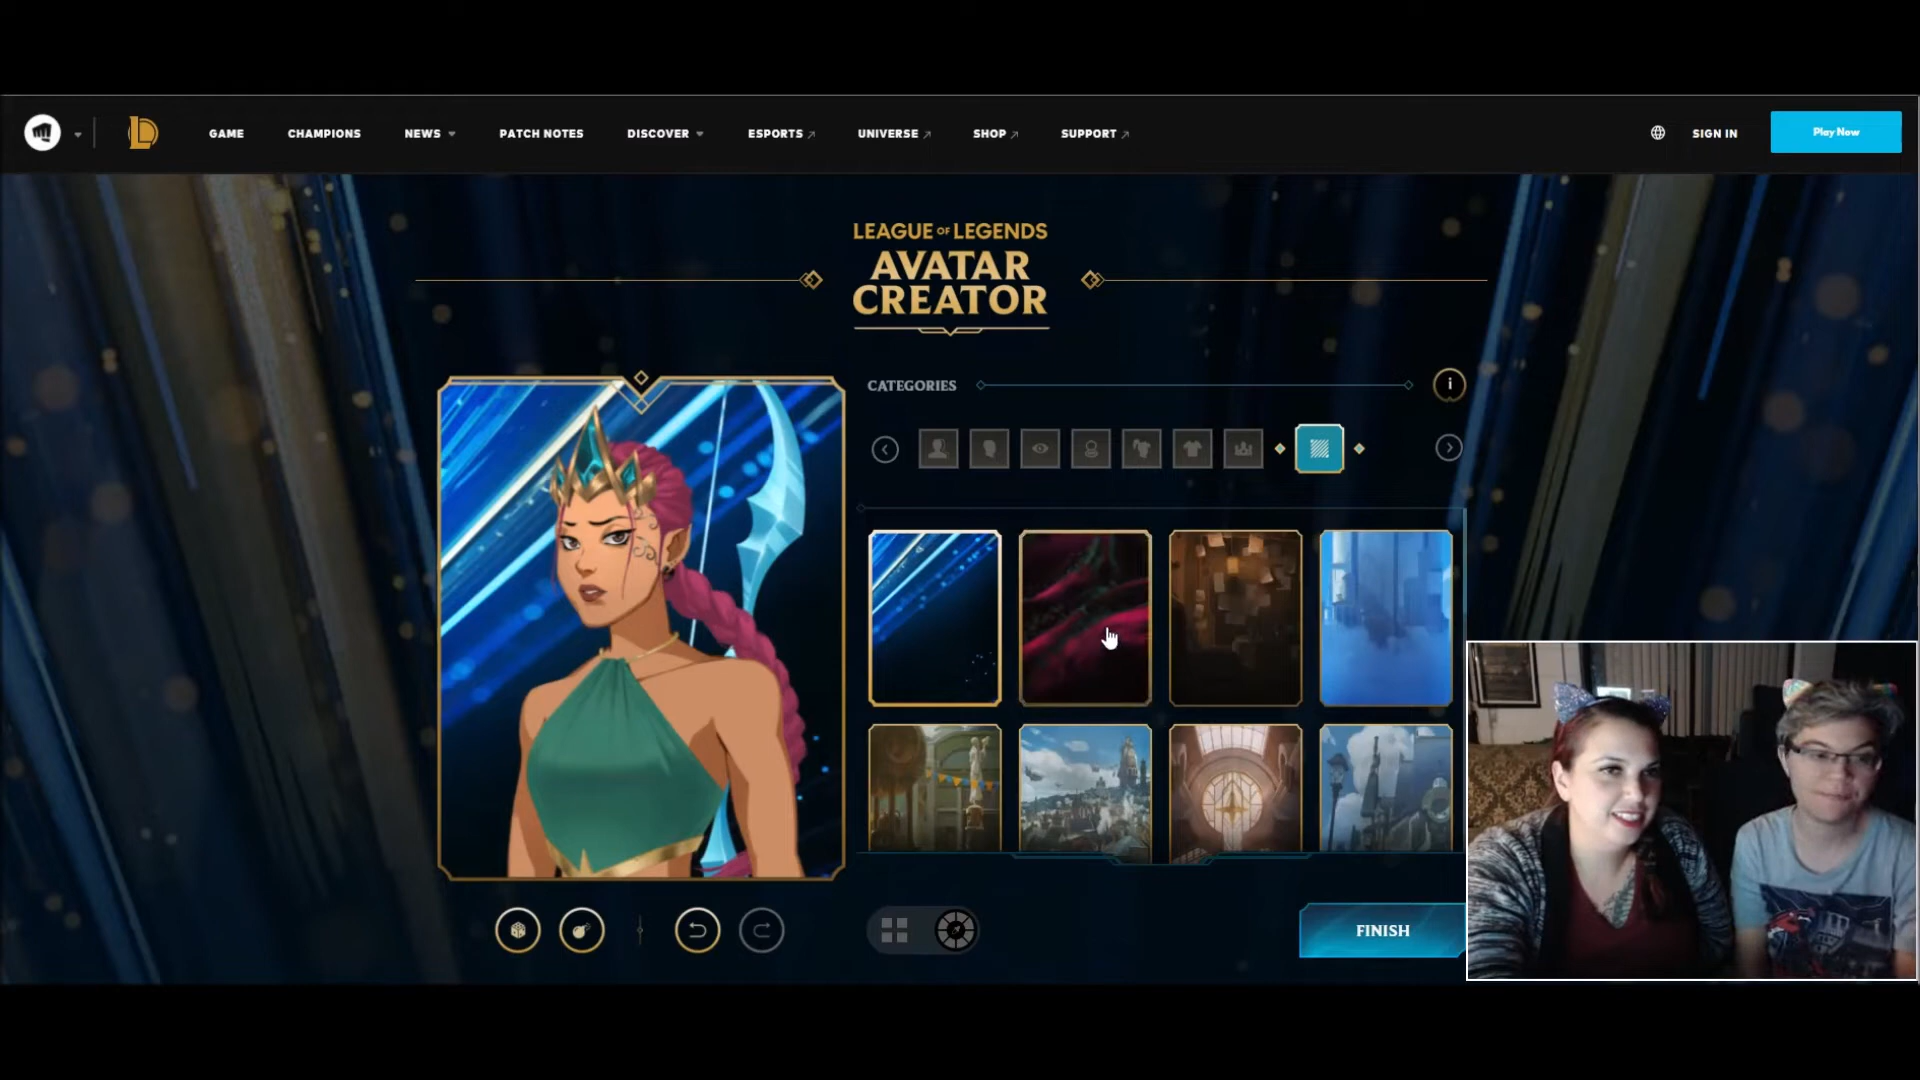 GAME CHAMPIONS NEWS PATCH NOTES DISCOVER ESPORTS UNIVERSE SHOP SUPPORT SIGN IN Play Now
LEAGUE OF LEGENDS
AVATAR
CREATOR
CATEGORIES
i
FINISH